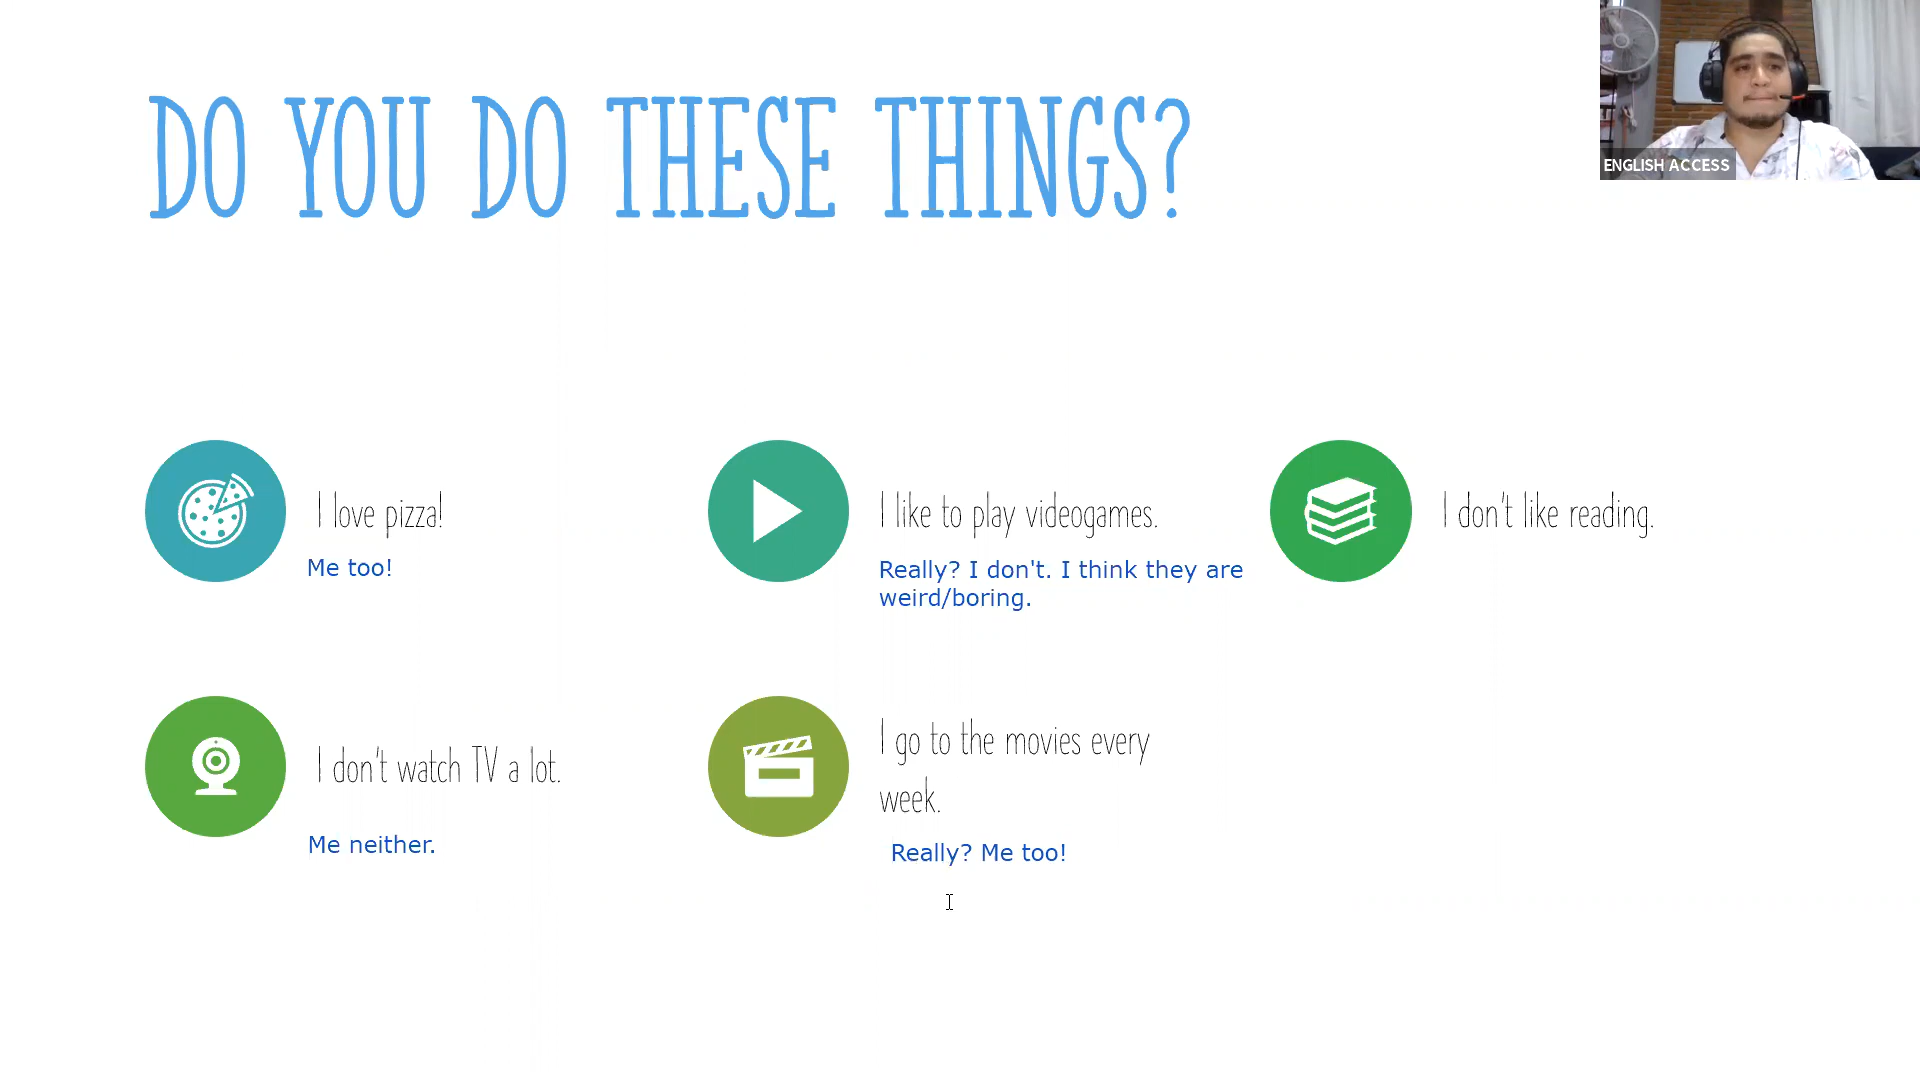 DO YOU DO THESE THINGS?
ENGLISH ACCESS
I love pizza!
Me too!
I like to play videogames.
Really? I don't. I think they are
weird/boring.
I don't like reading.
I don't watch TV a lot.
Me neither.
I go to the movies every
week.
Really? Me too!